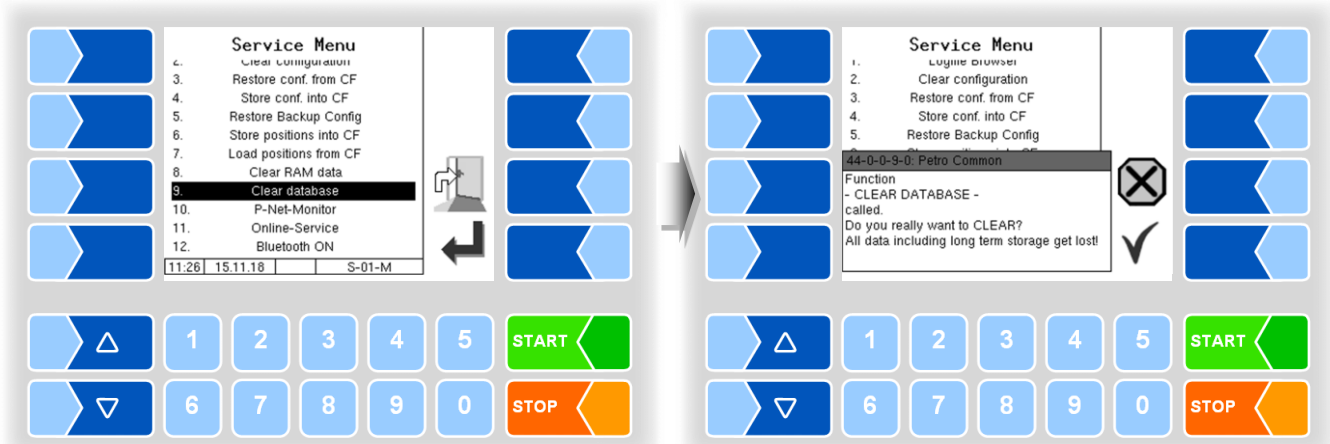 Service Menu
2. Clear configuration
3. Restore conf. from CF
4. Store conf. into CF
5. Restore Backup Config
6. Store positions into CF
7. Load positions from CF
8. Clear RAM data
9. Clear database
10. P-Net-Monitor
11. Online-Service
12. Bluetooth ON
11:26 15.11.18 S-01-M
1 2 3 4 5 START
6 7 8 9 0 STOP
Service Menu
1. Logfile Browser
2. Clear configuration
3. Restore conf. from CF
4. Store conf. into CF
5. Restore Backup Config
44-0-0-9-0: Petro Common
Function
- CLEAR DATABASE -
called.
Do you really want to CLEAR?
All data including long term storage get lost!
1 2 3 4 5 START
6 7 8 9 0 STOP